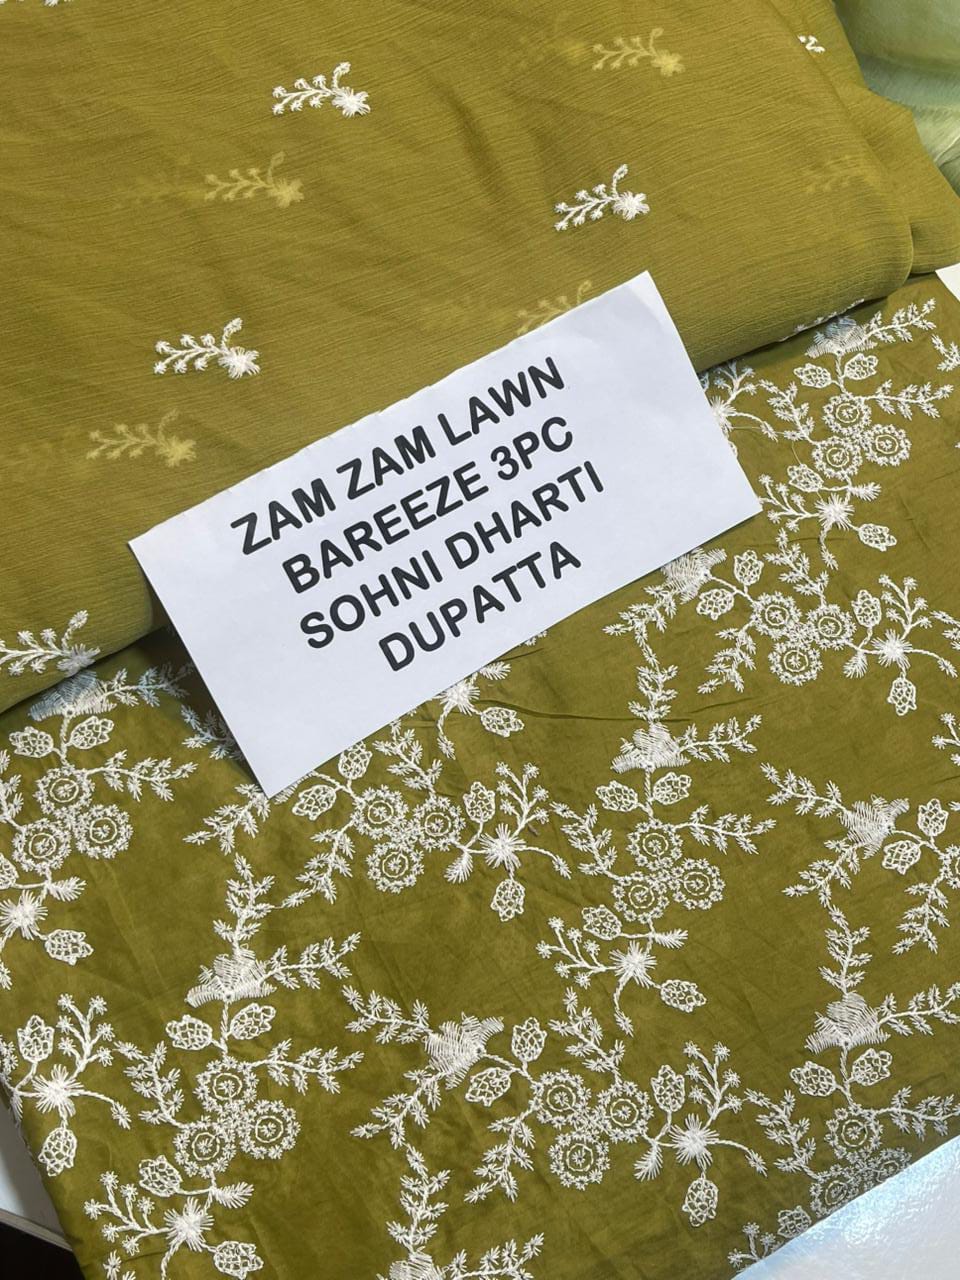 ZAM ZAM LAWN
BAREEZE 3PC
SOHNI DHARTI
DUPATTA